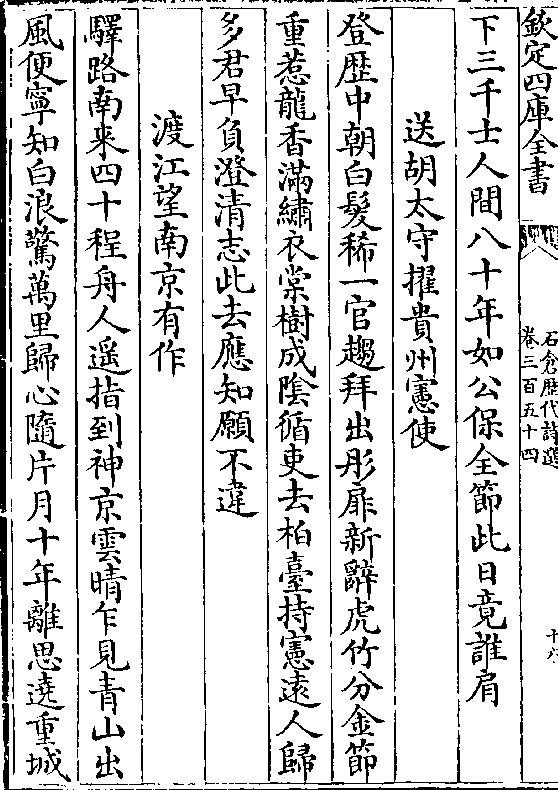 欽定四庫全書
石倉歷代詩選
卷三百五十四
十六
下三千士人間八十年如公保全節此日竟誰肩
送胡太守擢貴州憲使
登歴中朝白髮稀一官趨拜出彤扉新辭虎竹分金節
重惹龍香滿繡衣棠樹成陰循吏去柏臺持憲遠人歸
多君早負澄清志此去應知願不違
渡江望南京有作
驛路南来四十程舟人遥指到神京雲晴乍見青山出
風便寧知白浪驚萬里歸心隨片月十年離思遶重城